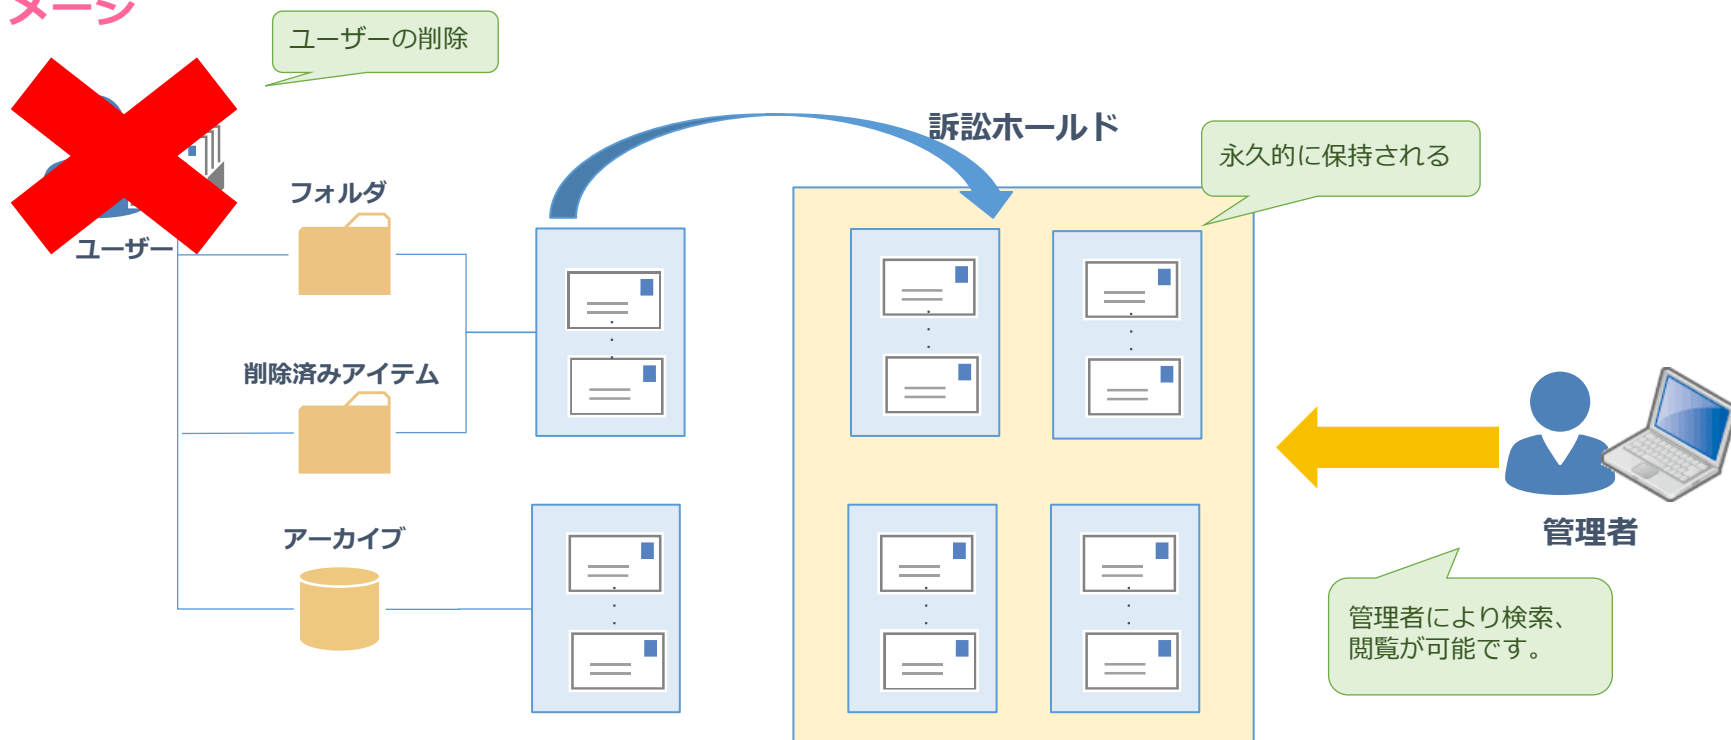 メージ
ユーザーの削除
訴訟ホールド
永久的に保持される
フォルダ
ユーザー
削除済みアイテム
アーカイブ
管理者
管理者により検索、
閲覧が可能です。